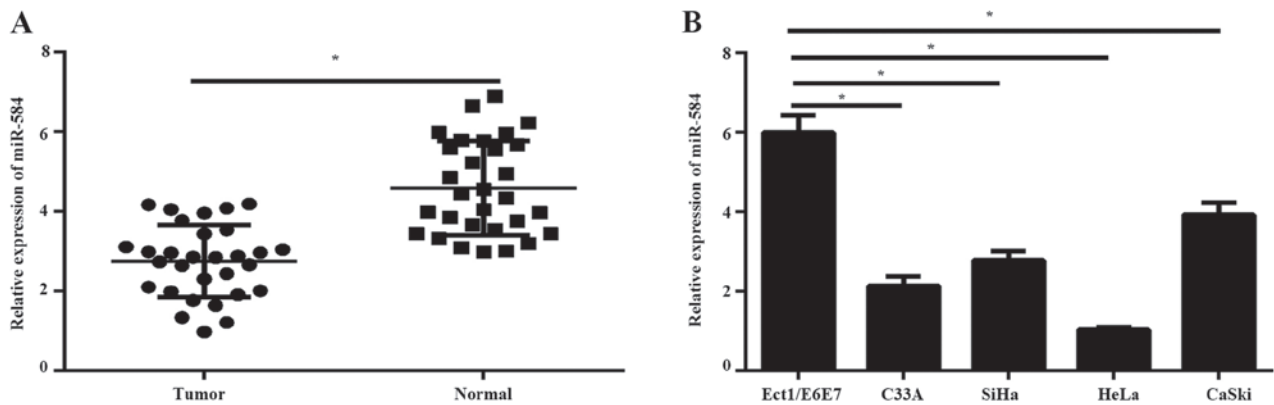 A
Relative expression of miR-584
8
6
4
2
0
*
Tumor
Normal
B
Relative expression of miR-584
8
6
4
2
0
*
*
*
*
Ect1/E6E7
C33A
SiHa
HeLa
CaSki